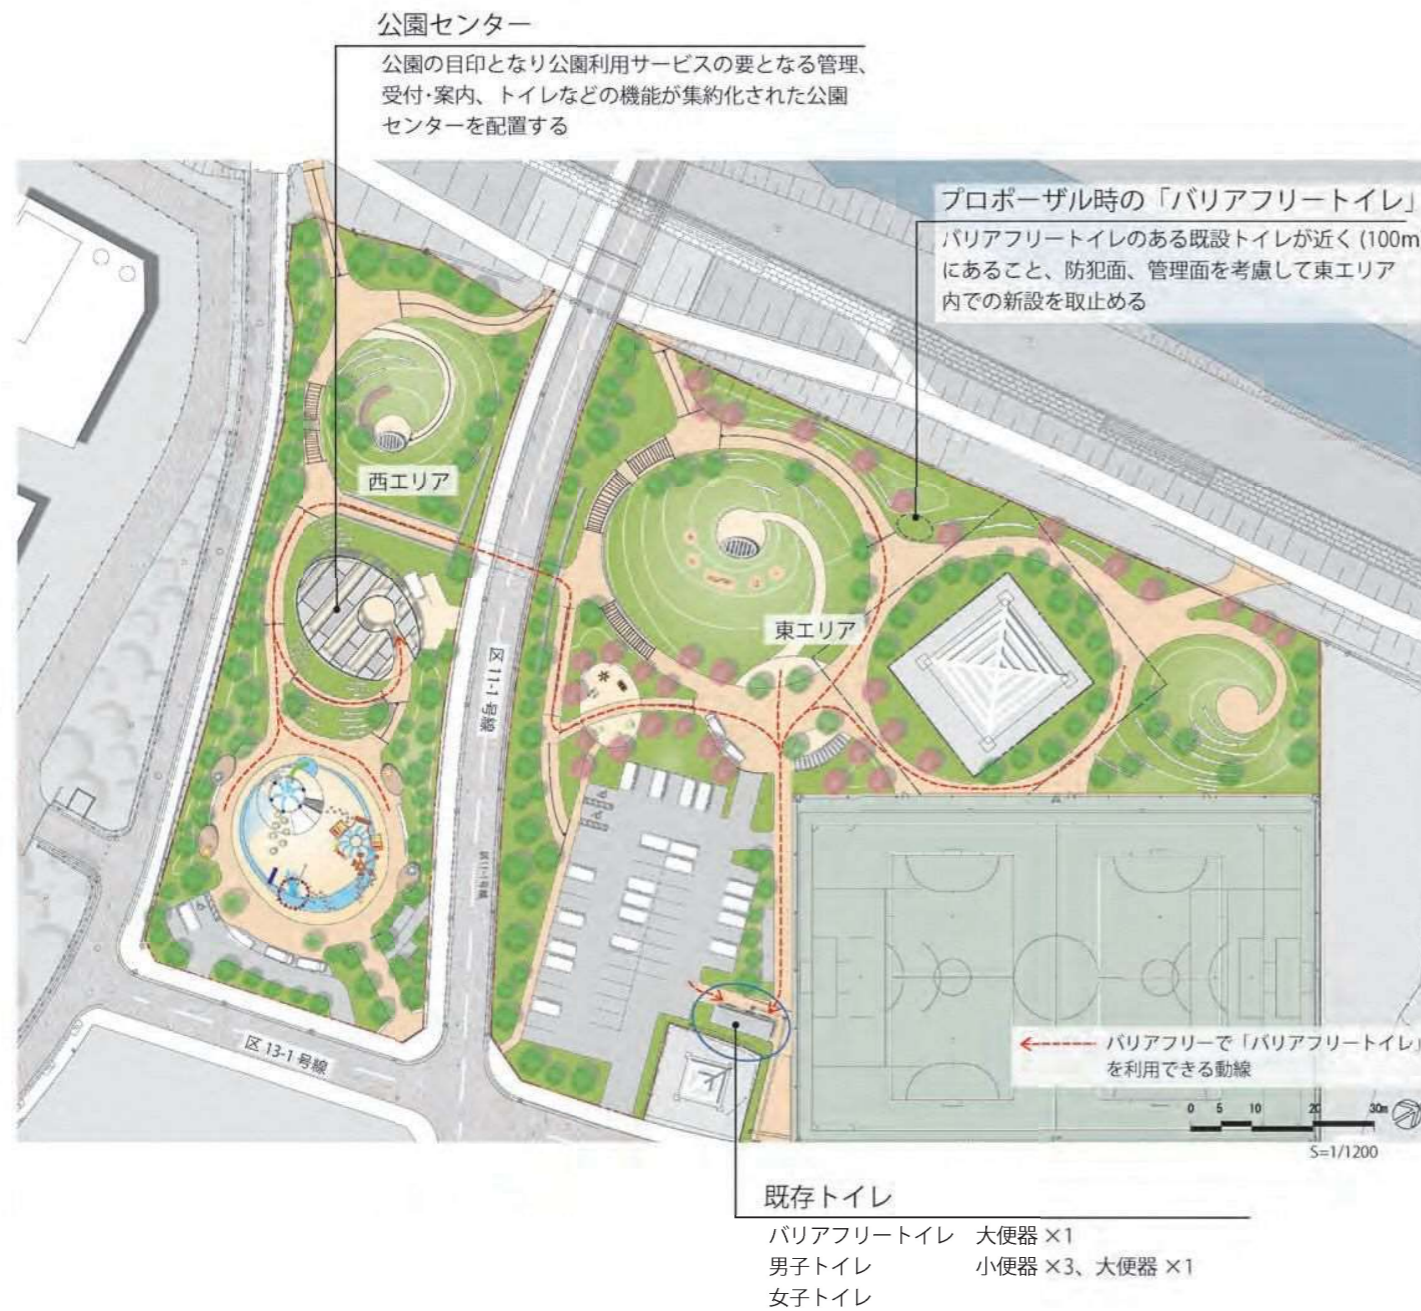 公園センター
公園の目印となり公園利用サービスの要となる管理、
受付・案内、トイレなどの機能が集約化された公園
センターを配置する
プロポーザル時の「バリアフリートイレ」
バリアフリートイレのある既設トイレが近く (100m
にあること、防犯面、管理面を考慮して東エリア
内での新設を取止める
西エリア
東エリア
区 11-1 号線
区11-1号線
区 13-1 号線
バリアフリーで「バリアフリートイレ」
を利用できる動線
0 5 10 20 30m
S=1/1200
既存トイレ
バリアフリートイレ 大便器 ×1
男子トイレ 小便器 ×3、大便器 ×1
女子トイレ